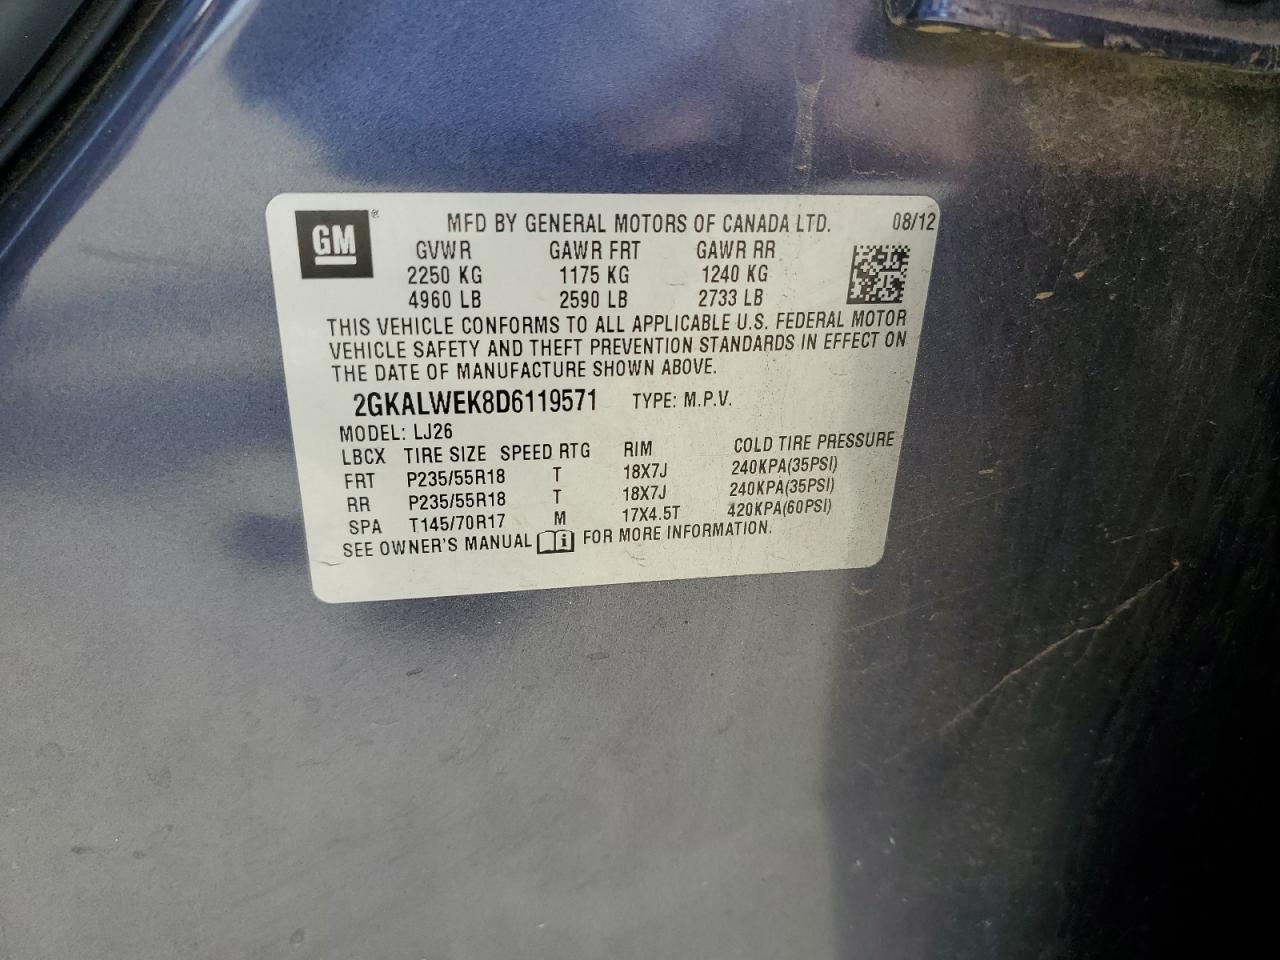 GM ® MFD BY GENERAL MOTORS OF CANADA LTD. 08/12
GVWR GAWR FRT GAWR RR
2250 KG 1175 KG 1240 KG
4960 LB 2590 LB 2733 LB
THIS VEHICLE CONFORMS TO ALL APPLICABLE U.S. FEDERAL MOTOR
VEHICLE SAFETY AND THEFT PREVENTION STANDARDS IN EFFECT ON
THE DATE OF MANUFACTURE SHOWN ABOVE.
2GKALWEK8D6119571 TYPE: M.P.V.
MODEL: LJ26
LBCX TIRE SIZE SPEED RTG RIM COLD TIRE PRESSURE
FRT P235/55R18 T 18X7J 240KPA(35PSI)
RR P235/55R18 T 18X7J 240KPA(35PSI)
SPA T145/70R17 M 17X4.5T 420KPA(60PSI)
SEE OWNER'S MANUAL i FOR MORE INFORMATION.